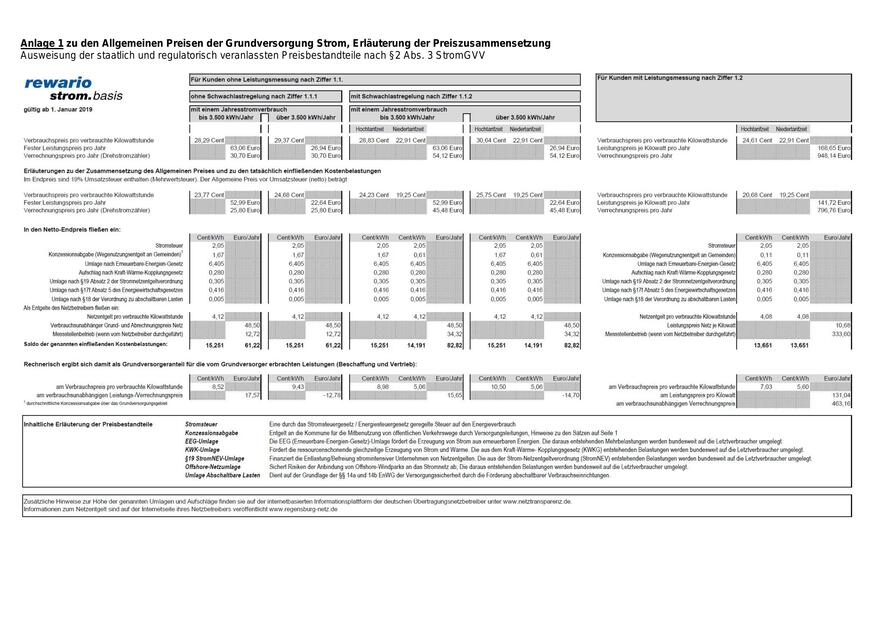 Anlage 1 zu den Allgemeinen Preisen der Grundversorgung Strom, Erläuterung der Preiszusammensetzung
Ausweisung der staatlich und regulatorisch veranlassten Preisbestandteile nach §2 Abs. 3 StromGVV
rewario
strom.basis
gültig ab 1. Januar 2019
Für Kunden ohne Leistungsmessung nach Ziffer 1.1.
Für Kunden mit Leistungsmessung nach Ziffer 1.2
ohne Schwachlastregelung nach Ziffer 1.1.1 mit Schwachlastregelung nach Ziffer 1.1.2
mit einem Jahresstromverbrauch mit einem Jahresstromverbrauch
bis 3.500 kWh/Jahr über 3.500 kWh/Jahr bis 3.500 kWh/Jahr über 3.500 kWh/Jahr
Hochtarifzeit Niedertarifzeit Hochtarifzeit Niedertarifzeit Hochtarifzeit Niedertarifzeit
Verbrauchspreis pro verbrauchte Kilowattstunde 28,29 Cent 29,37 Cent 28,83 Cent 22,91 Cent 30,64 Cent 22,91 Cent Verbrauchspreis pro verbrauchte Kilowattstunde 24,61 Cent 22,91 Cent
Fester Leistungspreis pro Jahr 63,06 Euro 26,94 Euro 63,06 Euro 26,94 Euro Leistungspreis je Kilowatt pro Jahr 168,65 Euro
Verrechnungspreis pro Jahr (Drehstromzähler) 30,70 Euro 30,70 Euro 54,12 Euro 54,12 Euro Verrechnungspreis pro Jahr 948,14 Euro
Erläuterungen zu der Zusammensetzung des Allgemeinen Preises und zu den tatsächlich einfließenden Kostenbelastungen
Im Endpreis sind 19% Umsatzsteuer enthalten (Mehrwertsteuer). Der Allgemeine Preis vor Umsatzsteuer (netto) beträgt
Verbrauchspreis pro verbrauchte Kilowattstunde 23,77 Cent 24,68 Cent 24,23 Cent 19,25 Cent 25,75 Cent 19,25 Cent Verbrauchspreis pro verbrauchte Kilowattstunde 20,68 Cent 19,25 Cent
Fester Leistungspreis pro Jahr 52,99 Euro 22,64 Euro 52,99 Euro 22,64 Euro Leistungspreis je Kilowatt pro Jahr 141,72 Euro
Verrechnungspreis pro Jahr (Drehstromzähler) 25,80 Euro 25,80 Euro 45,48 Euro 45,48 Euro Verrechnungspreis pro Jahr 796,76 Euro
In den Netto-Endpreis fließen ein:
Cent/kWh Euro/Jahr Cent/kWh Euro/Jahr Cent/kWh Cent/kWh Euro/Jahr Cent/kWh Cent/kWh Euro/Jahr Cent/kWh Cent/kWh Euro/Jahr
Stromsteuer 2,05 2,05 2,05 2,05 2,05 2,05 Stromsteuer 2,05 2,05
Konzessionsabgabe (Wegenutzungsentgelt an Gemeinden)¹ 1,67 1,67 1,67 0,61 1,67 0,61 Konzessionsabgabe (Wegenutzungsentgelt an Gemeinden) 0,11 0,11
Umlage nach Erneuerbare-Energien-Gesetz 6,405 6,405 6,405 6,405 6,405 6,405 Umlage nach Erneuerbare-Energien-Gesetz 6,405 6,405
Aufschlag nach Kraft-Wärme-Kopplungsgesetz 0,280 0,280 0,280 0,280 0,280 0,280 Aufschlag nach Kraft-Wärme-Kopplungsgesetz 0,280 0,280
Umlage nach §19 Absatz 2 der Stromnetzentgeltverordnung 0,305 0,305 0,305 0,305 0,305 0,305 Umlage nach §19 Absatz 2 der Stromnetzentgeltverordnung 0,305 0,305
Umlage nach §17f Absatz 5 des Energiewirtschaftsgesetzes 0,416 0,416 0,416 0,416 0,416 0,416 Umlage nach §17f Absatz 5 des Energiewirtschaftsgesetzes 0,416 0,416
Umlage nach §18 der Verordnung zu abschaltbaren Lasten 0,005 0,005 0,005 0,005 0,005 0,005 Umlage nach §18 der Verordnung zu abschaltbaren Lasten 0,005 0,005
Als Entgelte des Netzbetreibers fließen ein:
Netzentgelt pro verbrauchte Kilowattstunde 4,12 4,12 4,12 4,12 4,12 4,12 Netzentgelt pro verbrauchte Kilowattstunde 4,08 4,08
Verbrauchsunabhängiger Grund- und Abrechnungspreis Netz 48,50 48,50 48,50 48,50 Leistungspreis Netz je Kilowatt 10,68
Messstellenbetrieb (wenn vom Netzbetreiber durchgeführt) 12,72 12,72 34,32 34,32 Messstellenbetrieb (wenn vom Netzbetreiber durchgeführt) 333,60
Saldo der genannten einfließenden Kostenbelastungen: 15,251 61,22 15,251 61,22 15,251 14,191 82,82 15,251 14,191 82,82 13,651 13,651
Rechnerisch ergibt sich damit als Grundversorgeranteil für die vom Grundversorger erbrachten Leistungen (Beschaffung und Vertrieb):
Cent/kWh Euro/Jahr Cent/kWh Euro/Jahr Cent/kWh Cent/kWh Euro/Jahr Cent/kWh Cent/kWh Euro/Jahr Cent/kWh Cent/kWh Euro/Jahr
am Verbrauchspreis pro verbrauchte Kilowattstunde 8,52 9,43 8,98 5,06 10,50 5,06 am Verbrauchspreis pro verbrauchte Kilowattstunde 7,03 5,60
am verbrauchsunabhängigen Leistungs-/Verrechnungspreis 17,57 -12,78 15,65 -14,70 am Leistungspreis pro Kilowatt 131,04
¹ durchschnittliche Konzessionsabgabe über das Grundversorgungsgebiet am verbrauchsunabhängigen Verrechnungspreis 463,16
Inhaltliche Erläuterung der Preisbestandteile Stromsteuer Eine durch das Stromsteuergesetz / Energiesteuergesetz geregelte Steuer auf den Energieverbrauch
Konzessionsabgabe Entgelt an die Kommune für die Mitbenutzung von öffentlichen Verkehrswege durch Versorgungsleitungen, Hinweise zu den Sätzen auf Seite 1
EEG-Umlage Die EEG (Erneuerbare-Energien-Gesetz)-Umlage fördert die Erzeugung von Strom aus erneuerbaren Energien. Die daraus entstehenden Mehrbelastungen werden bundesweit auf die Letztverbraucher umgelegt.
KWK-Umlage Fördert die ressourcenschonende gleichzeitige Erzeugung von Strom und Wärme. Die aus dem Kraft- Wärme- Kopplungsgesetz (KWKG) entstehenden Belastungen werden bundesweit auf die Letztverbraucher umgelegt.
§19 StromNEV-Umlage Finanziert die Entlastung/Befreiung stromintensiver Unternehmen von Netzentgelten. Die aus der Strom-Netzentgeltverordnung (StromNEV) entstehenden Belastungen werden bundesweit auf die Letztverbraucher umgelegt.
Offshore-Netzumlage Sichert Risiken der Anbindung von Offshore-Windparks an das Stromnetz ab, Die daraus entstehenden Belastungen werden bundesweit auf die Letztverbraucher umgelegt.
Umlage Abschaltbare Lasten Dient auf der Grundlage der §§ 14a und 14b EnWG der Versorgungssicherheit durch die Förderung abschaltbarer Verbrauchseinrichtungen.
Zusätzliche Hinweise zur Höhe der genannten Umlagen und Aufschläge finden sie auf der internetbasierten Informationsplattform der deutschen Übertragungsnetzbetreiber unter www.netztransparenz.de.
Informationen zum Netzentgelt sind auf der Internetseite ihres Netzbetreibers veröffentlicht www.regensburg-netz.de